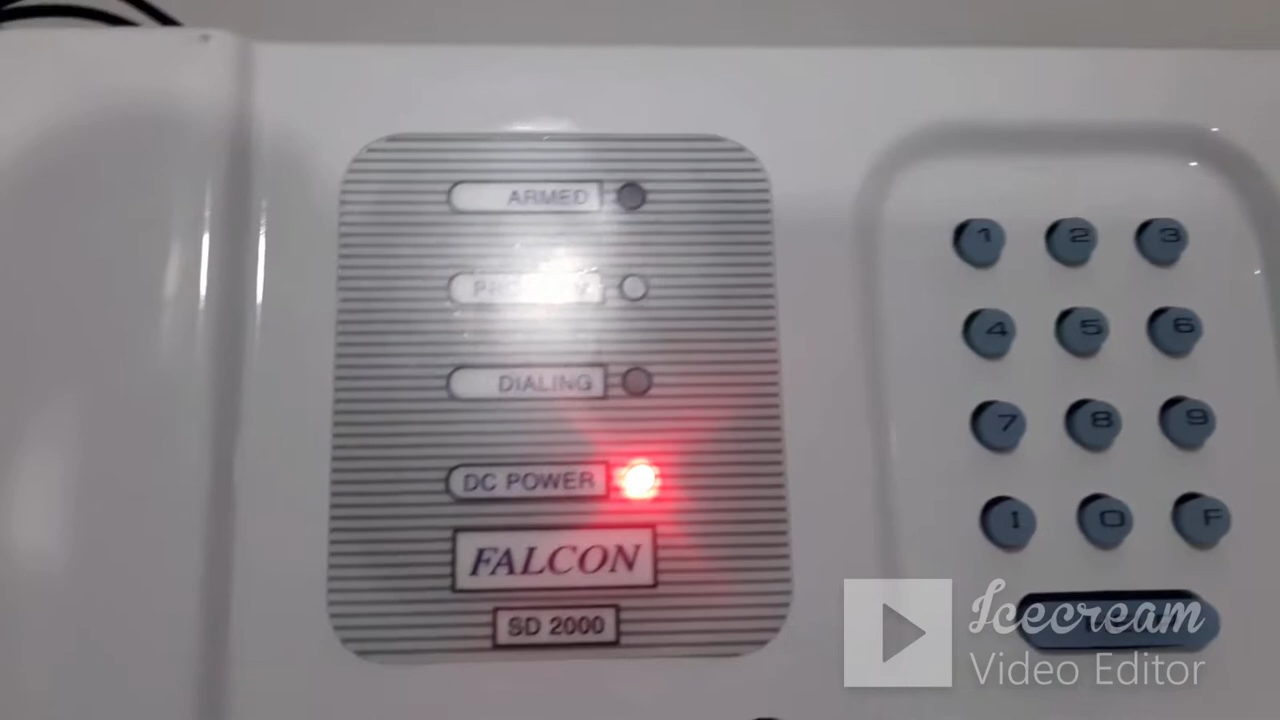 ARMED
DIALING
DC POWER
FALCON
SD 2000
1 2 3
4 5 6
7 8 9
I 0 F
Icecream
Video Editor